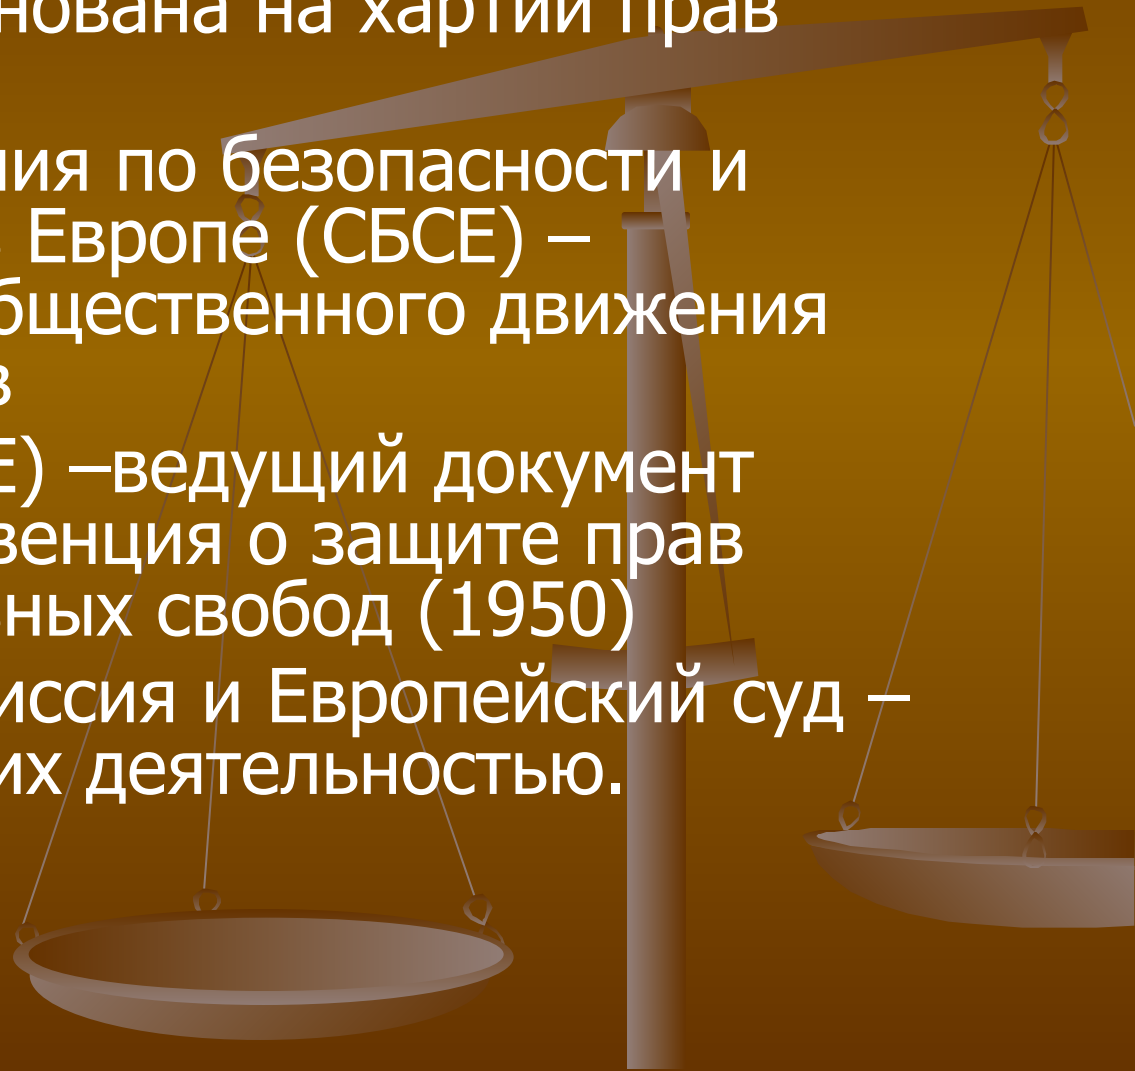 нована на хартии прав
ния по безопасности и
Европе (СБСЕ) –
бщественного движения
в
Е) –ведущий документ
венция о защите прав
ных свобод (1950)
иссия и Европейский суд –
их деятельностью.